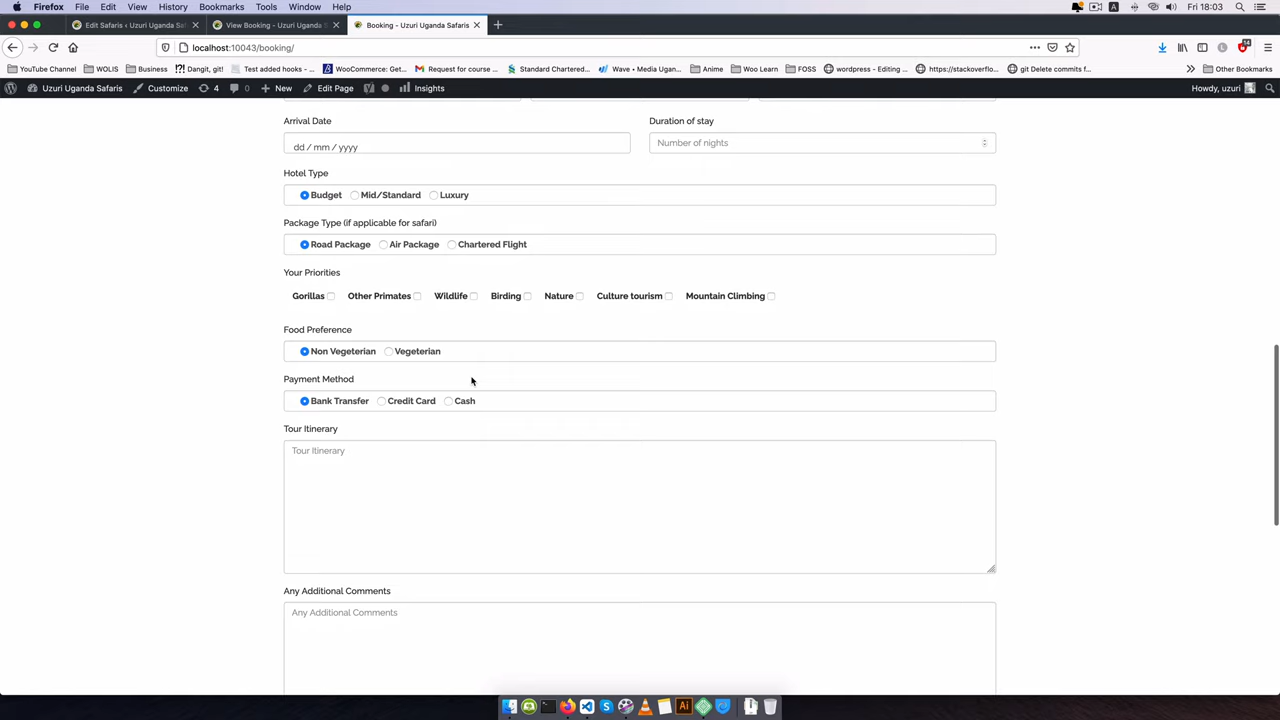 Firefox File Edit View History Bookmarks Tools Window Help A Fri 18:03
Edit Safaris ‹ Uzuri Uganda Saf View Booking - Uzuri Uganda S Booking - Uzuri Uganda Safaris
localhost:10043/booking/ 14
YouTube Channel WOLIS Business Dangit, git! Test added hooks - ... WooCommerce: Get... Request for course ... Standard Chartered... Wave • Media Ugan... Anime Woo Learn FOSS wordpress - Editing ... https://stackoverflo... git Delete commits f... Other Bookmarks
Uzuri Uganda Safaris Customize 4 0 New Edit Page Insights Howdy, uzuri
Arrival Date Duration of stay
dd / mm / yyyy Number of nights
Hotel Type
Budget Mid/Standard Luxury
Package Type (if applicable for safari)
Road Package Air Package Chartered Flight
Your Priorities
Gorillas Other Primates Wildlife Birding Nature Culture tourism Mountain Climbing
Food Preference
Non Vegeterian Vegeterian
Payment Method
Bank Transfer Credit Card Cash
Tour Itinerary
Tour Itinerary
Any Additional Comments
Any Additional Comments
Ai